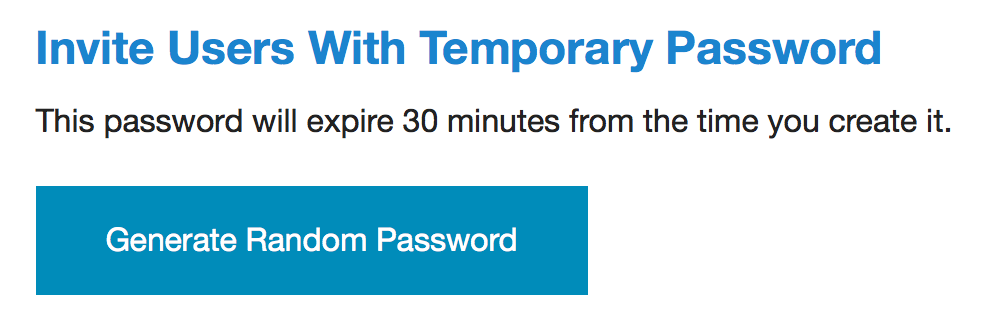 Invite Users With Temporary Password
This password will expire 30 minutes from the time you create it.
Generate Random Password